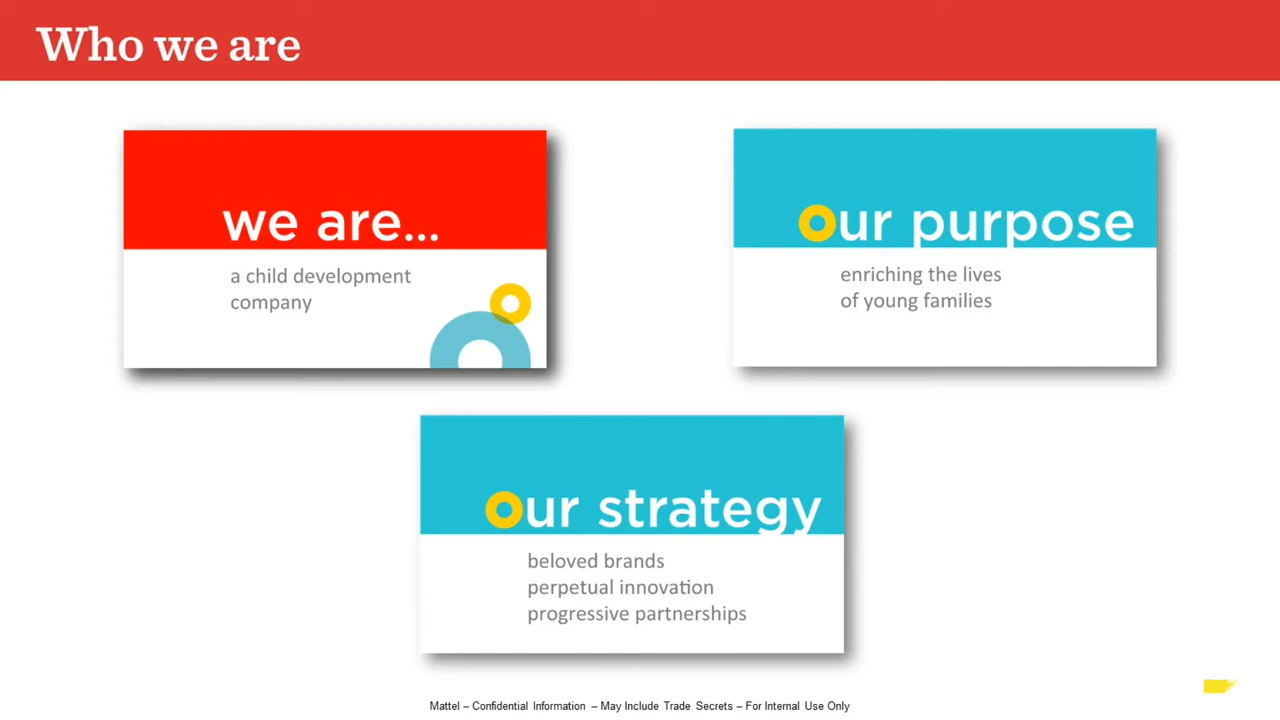 Who we are
we are...
a child development
company
our purpose
enriching the lives
of young families
our strategy
beloved brands
perpetual innovation
progressive partnerships
Mattel – Confidential Information – May Include Trade Secrets – For Internal Use Only